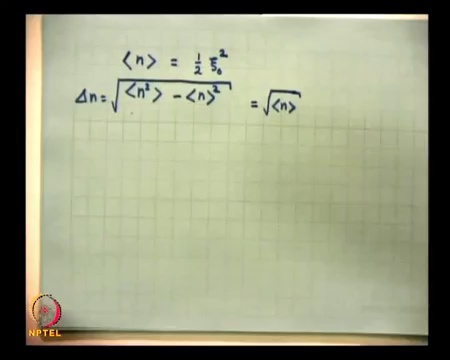 ⟨n⟩ = 1/2 ξ₀²
Δn = √(⟨n²⟩ - ⟨n⟩²) = √⟨n⟩
NPTEL